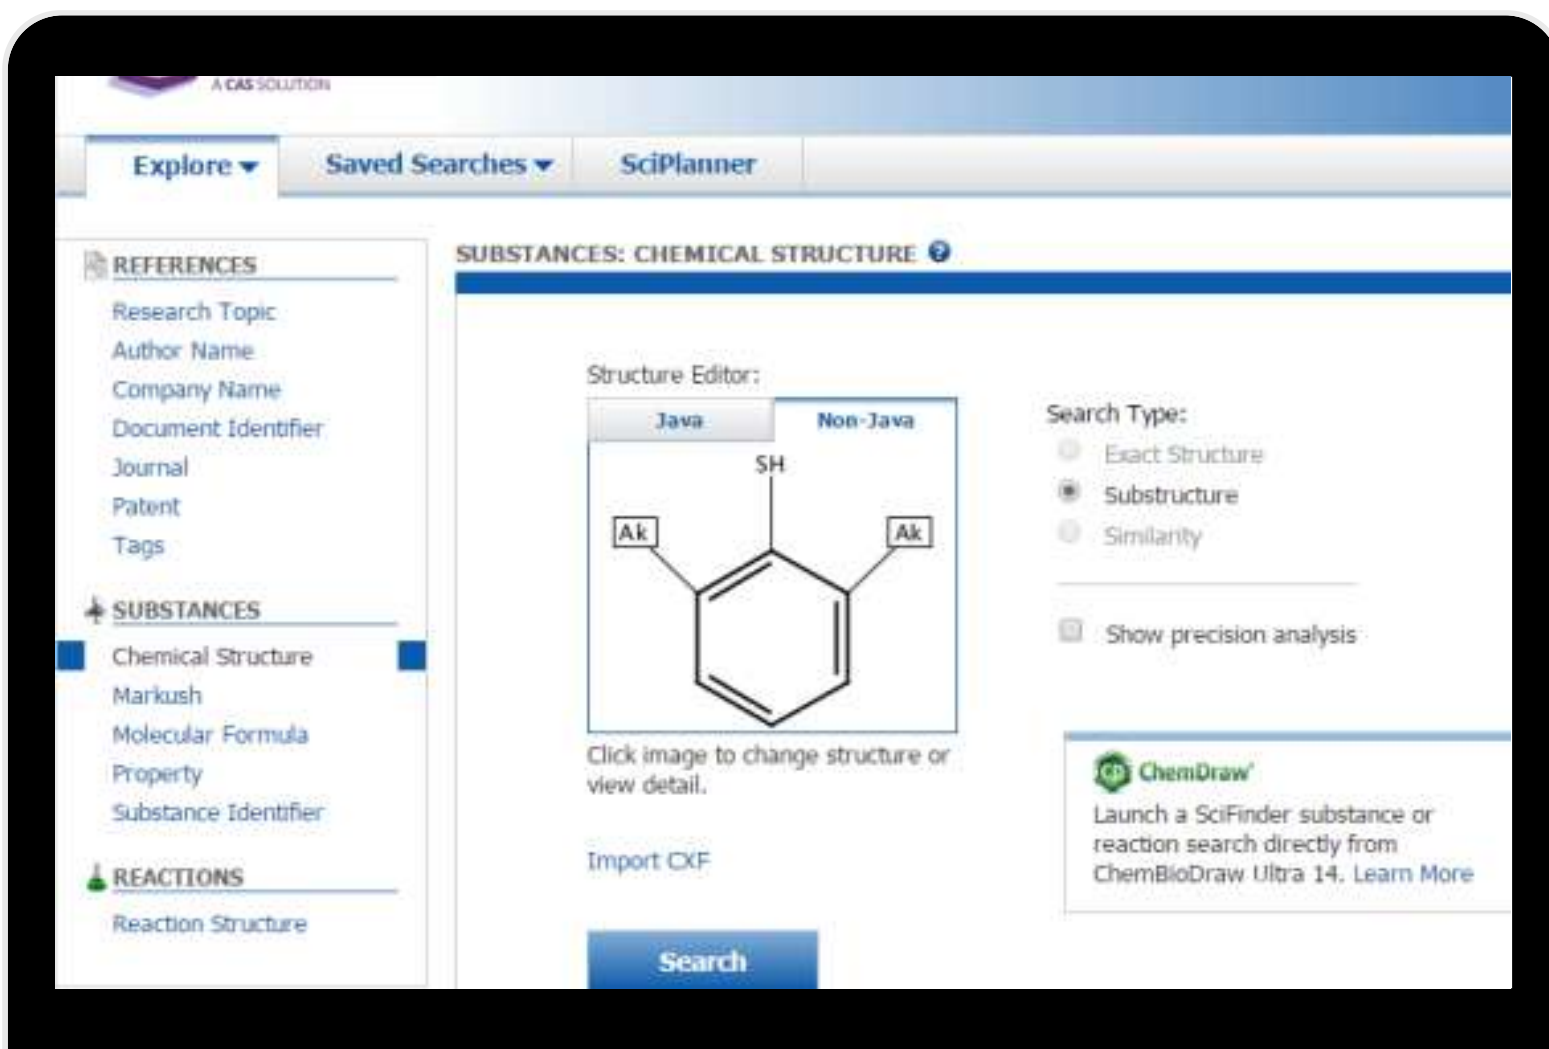 A CAS SOLUTION
Explore
Saved Searches
SciPlanner
REFERENCES
Research Topic
Author Name
Company Name
Document Identifier
Journal
Patent
Tags
SUBSTANCES
Chemical Structure
Markush
Molecular Formula
Property
Substance Identifier
REACTIONS
Reaction Structure
SUBSTANCES: CHEMICAL STRUCTURE ?
Structure Editor:
Java
Non-Java
SH
Ak
Ak
Click image to change structure or
view detail.
Import CXF
Search
Search Type:
Exact Structure
Substructure
Similarity
Show precision analysis
CD ChemDraw
Launch a SciFinder substance or
reaction search directly from
ChemBioDraw Ultra 14. Learn More